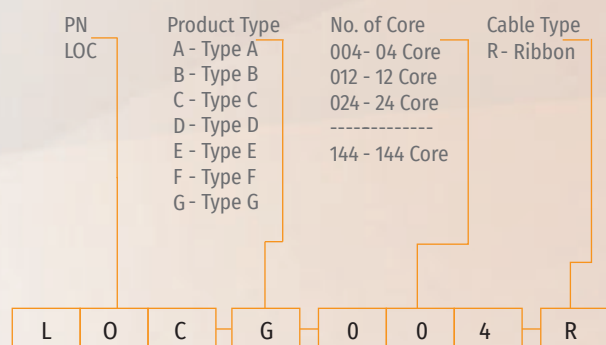 PN
LOC
Product Type
A - Type A
B - Type B
C - Type C
D - Type D
E - Type E
F - Type F
G - Type G
No. of Core
004- 04 Core
012 - 12 Core
024 - 24 Core
-------------
144 - 144 Core
Cable Type
R- Ribbon
L O C - G - 0 0 4 - R